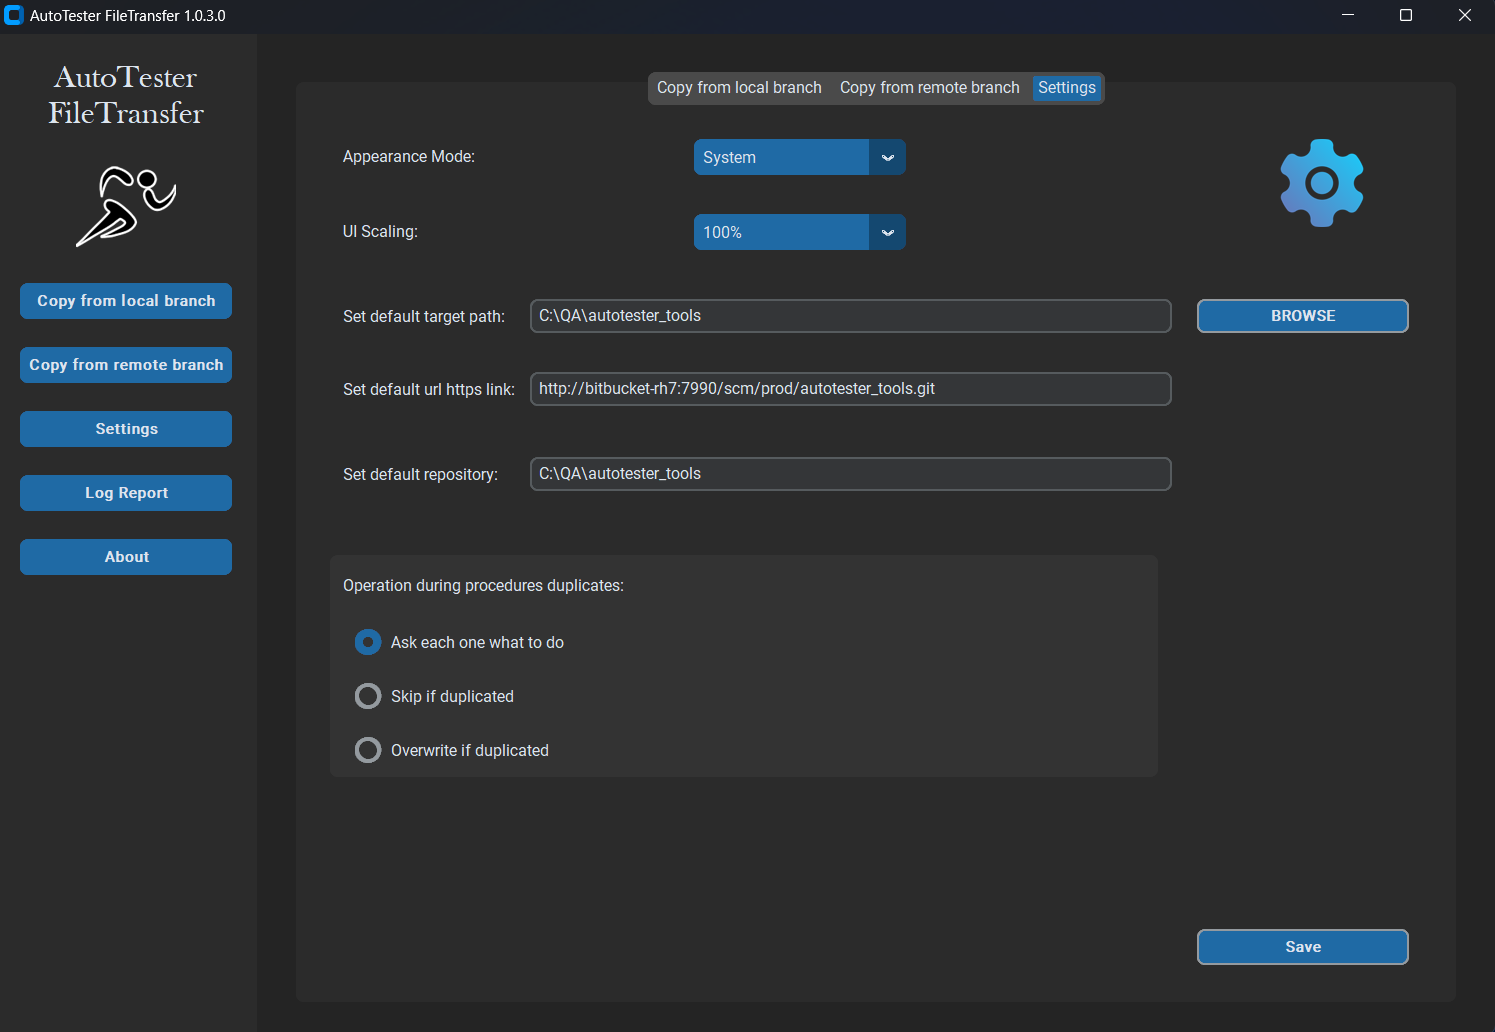 AutoTester FileTransfer 1.0.3.0
AutoTester
FileTransfer
Copy from local branch
Copy from remote branch
Settings
Log Report
About
Copy from local branch Copy from remote branch Settings
Appearance Mode: System
UI Scaling: 100%
Set default target path: C:\QA\autotester_tools BROWSE
Set default url https link: http://bitbucket-rh7:7990/scm/prod/autotester_tools.git
Set default repository: C:\QA\autotester_tools
Operation during procedures duplicates:
Ask each one what to do
Skip if duplicated
Overwrite if duplicated
Save